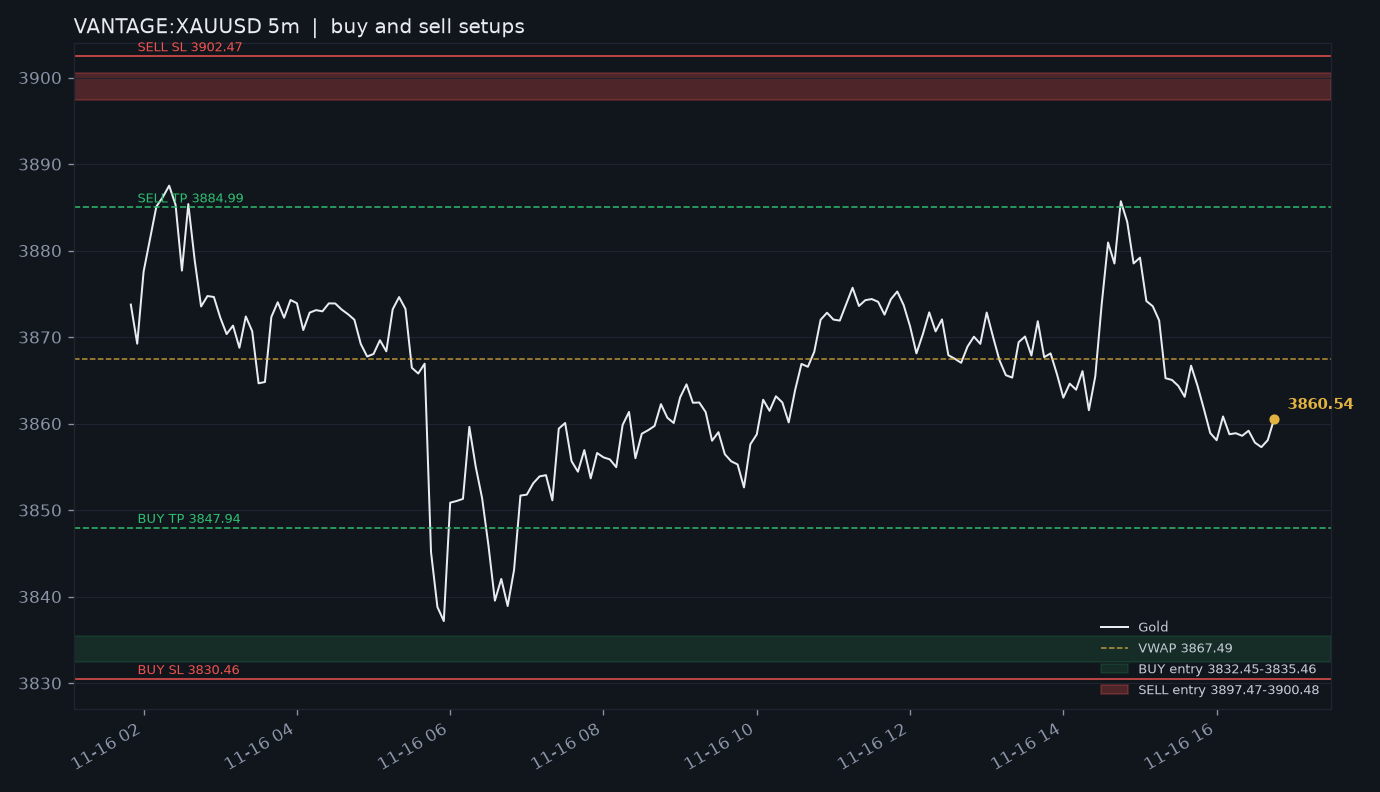 VANTAGE:XAUUSD 5m | buy and sell setups
SELL SL 3902.47
3900
3890
SELL TP 3884.99
3880
3870
3860.54
3860
3850
BUY TP 3847.94
3840
Gold
VWAP 3867.49
BUY SL 3830.46
BUY entry 3832.45-3835.46
3830
SELL entry 3897.47-3900.48
11-16 02
11-16 04
11-16 06
11-16 08
11-16 10
11-16 12
11-16 14
11-16 16